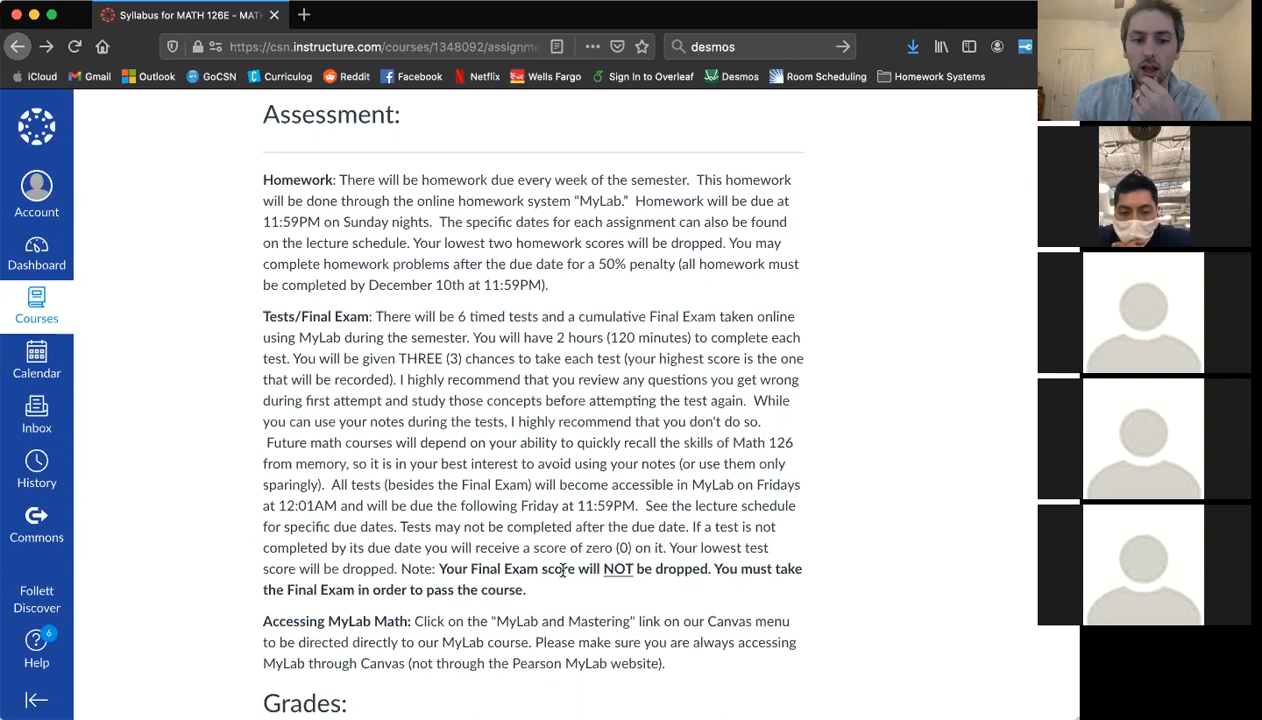 Syllabus for MATH 126E - MAT
https://csn.instructure.com/courses/1348092/assignm
desmos
iCloud
Gmail
Outlook
GoCSN
Curriculog
Reddit
Facebook
Netflix
Wells Fargo
Sign In to Overleaf
Desmos
Room Scheduling
Homework Systems
Account
Dashboard
Courses
Calendar
Inbox
History
Commons
Follett
Discover
6
Help
Assessment:
Homework: There will be homework due every week of the semester. This homework
will be done through the online homework system “MyLab.” Homework will be due at
11:59PM on Sunday nights. The specific dates for each assignment can also be found
on the lecture schedule. Your lowest two homework scores will be dropped. You may
complete homework problems after the due date for a 50% penalty (all homework must
be completed by December 10th at 11:59PM).
Tests/Final Exam: There will be 6 timed tests and a cumulative Final Exam taken online
using MyLab during the semester. You will have 2 hours (120 minutes) to complete each
test. You will be given THREE (3) chances to take each test (your highest score is the one
that will be recorded). I highly recommend that you review any questions you get wrong
during first attempt and study those concepts before attempting the test again. While
you can use your notes during the tests, I highly recommend that you don't do so.
Future math courses will depend on your ability to quickly recall the skills of Math 126
from memory, so it is in your best interest to avoid using your notes (or use them only
sparingly). All tests (besides the Final Exam) will become accessible in MyLab on Fridays
at 12:01AM and will be due the following Friday at 11:59PM. See the lecture schedule
for specific due dates. Tests may not be completed after the due date. If a test is not
completed by its due date you will receive a score of zero (0) on it. Your lowest test
score will be dropped. Note: Your Final Exam score will NOT be dropped. You must take
the Final Exam in order to pass the course.
Accessing MyLab Math: Click on the "MyLab and Mastering" link on our Canvas menu
to be directed directly to our MyLab course. Please make sure you are always accessing
MyLab through Canvas (not through the Pearson MyLab website).
Grades: